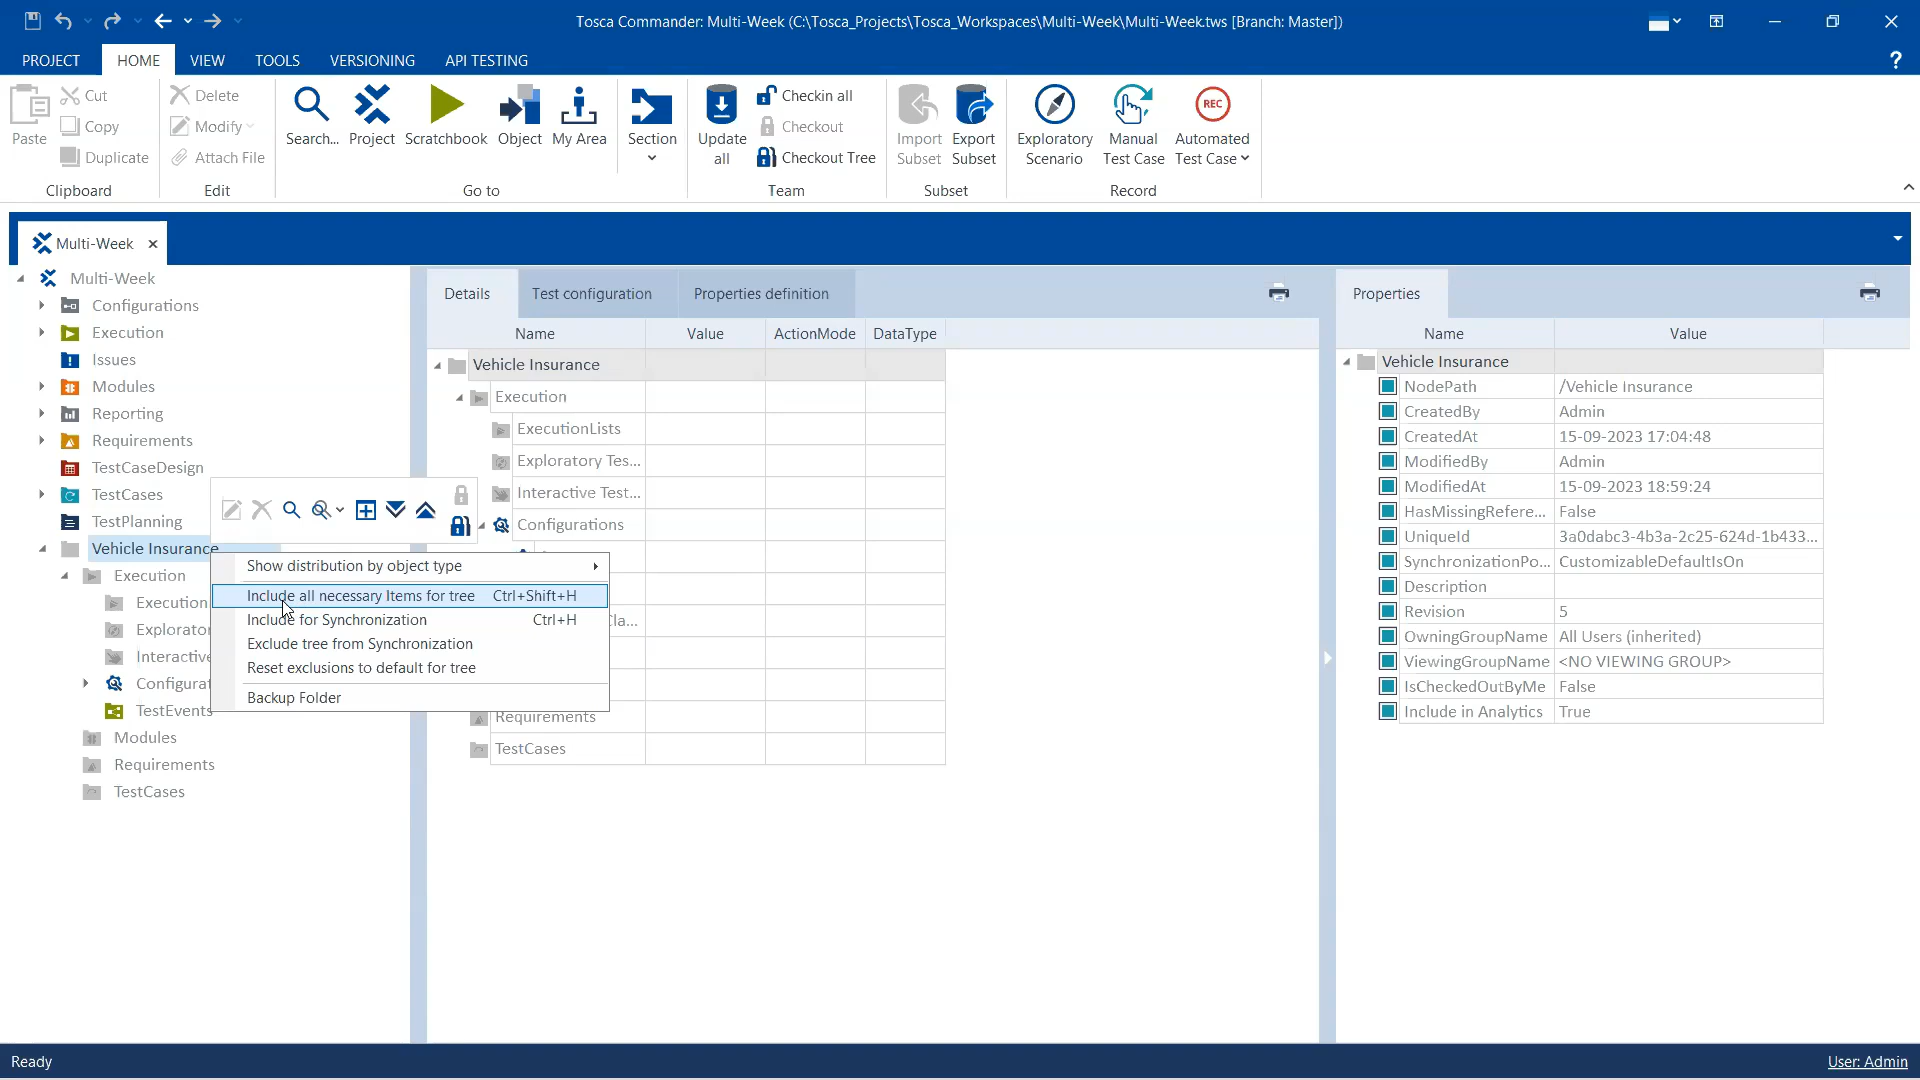 Tosca Commander: Multi-Week (C:\Tosca_Projects\Tosca_Workspaces\Multi-Week\Multi-Week.tws [Branch: Master])
PROJECT HOME VIEW TOOLS VERSIONING API TESTING ?
Paste
Cut
Copy
Duplicate
Clipboard
Delete
Modify
Attach File
Edit
Search...
Project
Scratchbook
Object
My Area
Go to
Section
Update all
Checkin all
Checkout
Checkout Tree
Team
Import Subset
Export Subset
Subset
Exploratory Scenario
Manual Test Case
REC
Automated Test Case
Record
Multi-Week
Multi-Week
Configurations
Execution
Issues
Modules
Reporting
Requirements
TestCaseDesign
TestCases
TestPlanning
Vehicle Insurance
Execution
Execution
Explorator
Interactive
Configurat
TestEvents
Modules
Requirements
TestCases
Show distribution by object type
Include all necessary Items for tree Ctrl+Shift+H
Include for Synchronization Ctrl+H
Exclude tree from Synchronization
Reset exclusions to default for tree
Backup Folder
Details Test configuration Properties definition
Name Value ActionMode DataType
Vehicle Insurance
Execution
ExecutionLists
Exploratory Tes...
Interactive Test...
Configurations
Cla...
Requirements
TestCases
Properties
Name Value
Vehicle Insurance
NodePath /Vehicle Insurance
CreatedBy Admin
CreatedAt 15-09-2023 17:04:48
ModifiedBy Admin
ModifiedAt 15-09-2023 18:59:24
HasMissingRefere... False
UniqueId 3a0dabc3-4b3a-2c25-624d-1b433...
SynchronizationPo... CustomizableDefaultIsOn
Description
Revision 5
OwningGroupName All Users (inherited)
ViewingGroupName <NO VIEWING GROUP>
IsCheckedOutByMe False
Include in Analytics True
Ready
User: Admin